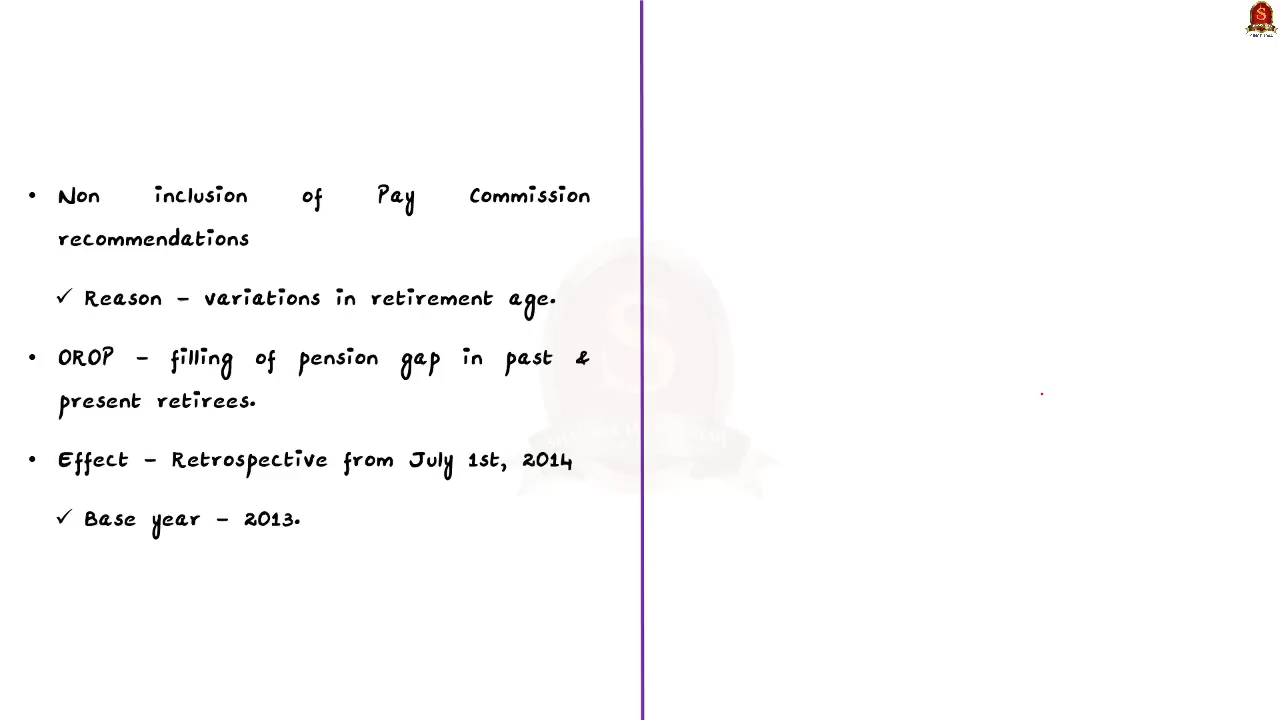 • Non inclusion of Pay Commission
recommendations
✓ Reason – variations in retirement age.
• OROP – filling of pension gap in past &
present retirees.
• Effect – Retrospective from July 1st, 2014
✓ Base year – 2013.